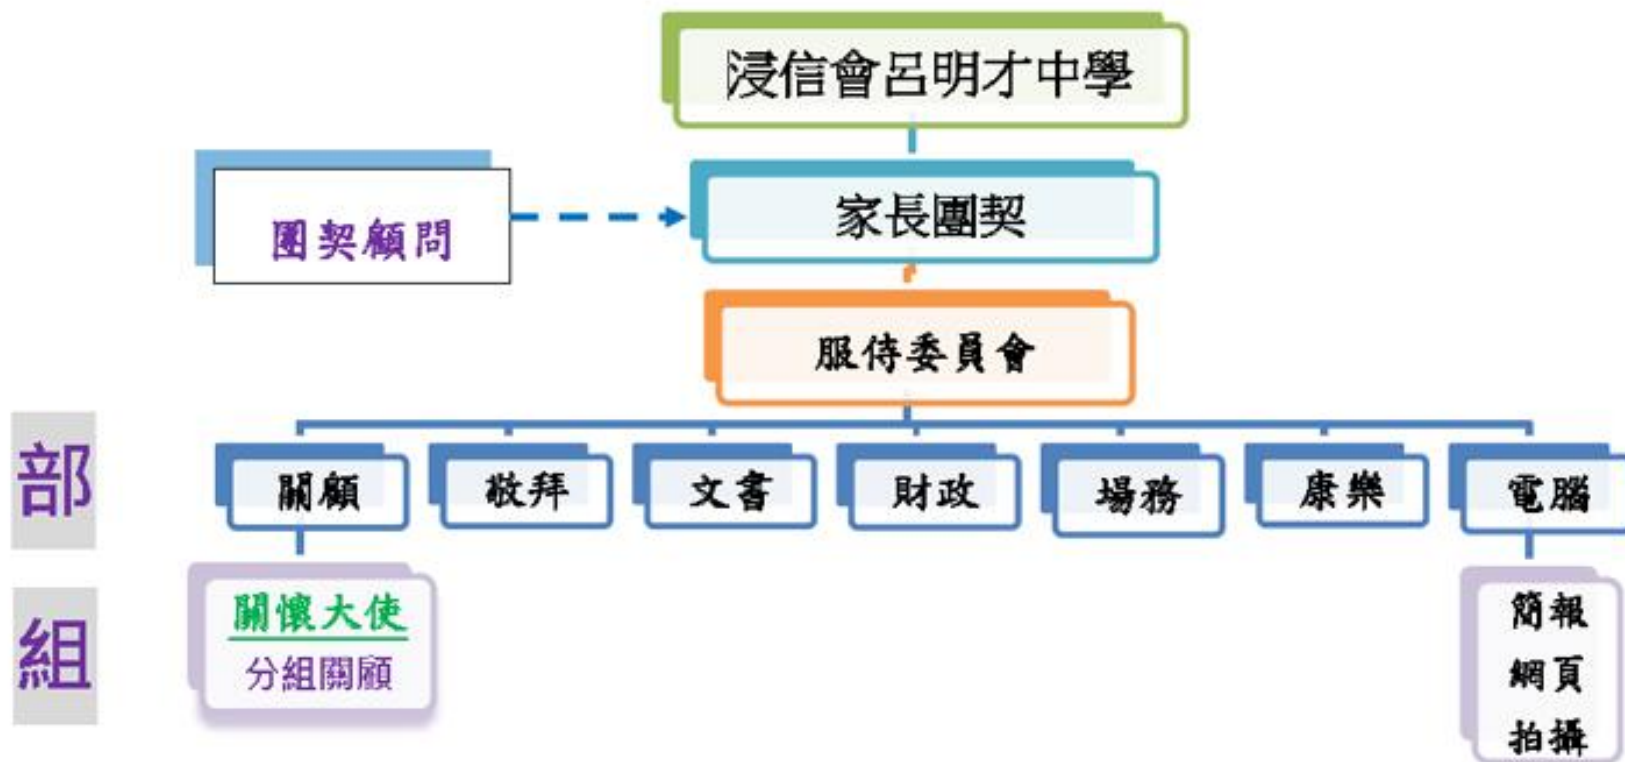 浸信會呂明才中學
團契顧問
家長團契
服侍委員會
部
關顧
敬拜
文書
財政
場務
康樂
電腦
組
關懷大使
分組關顧
簡報
網頁
拍攝